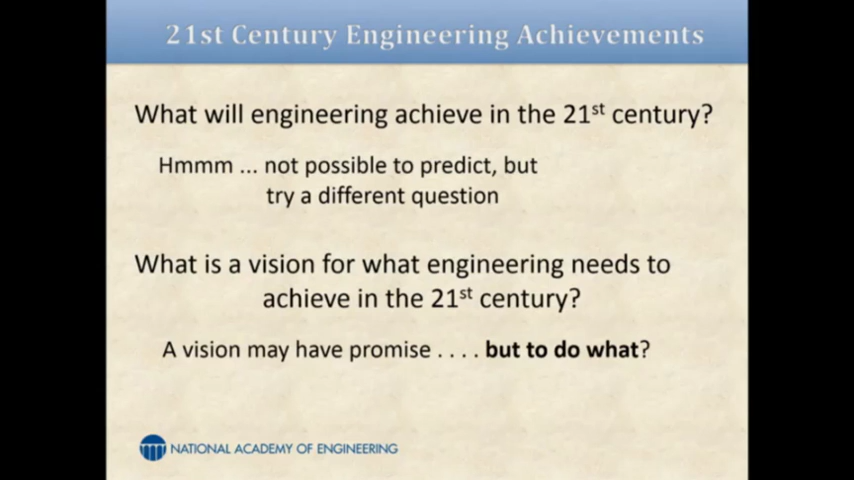 21st Century Engineering Achievements
What will engineering achieve in the 21st century?
Hmmm ... not possible to predict, but
try a different question
What is a vision for what engineering needs to
achieve in the 21st century?
A vision may have promise . . . . but to do what?
NATIONAL ACADEMY OF ENGINEERING